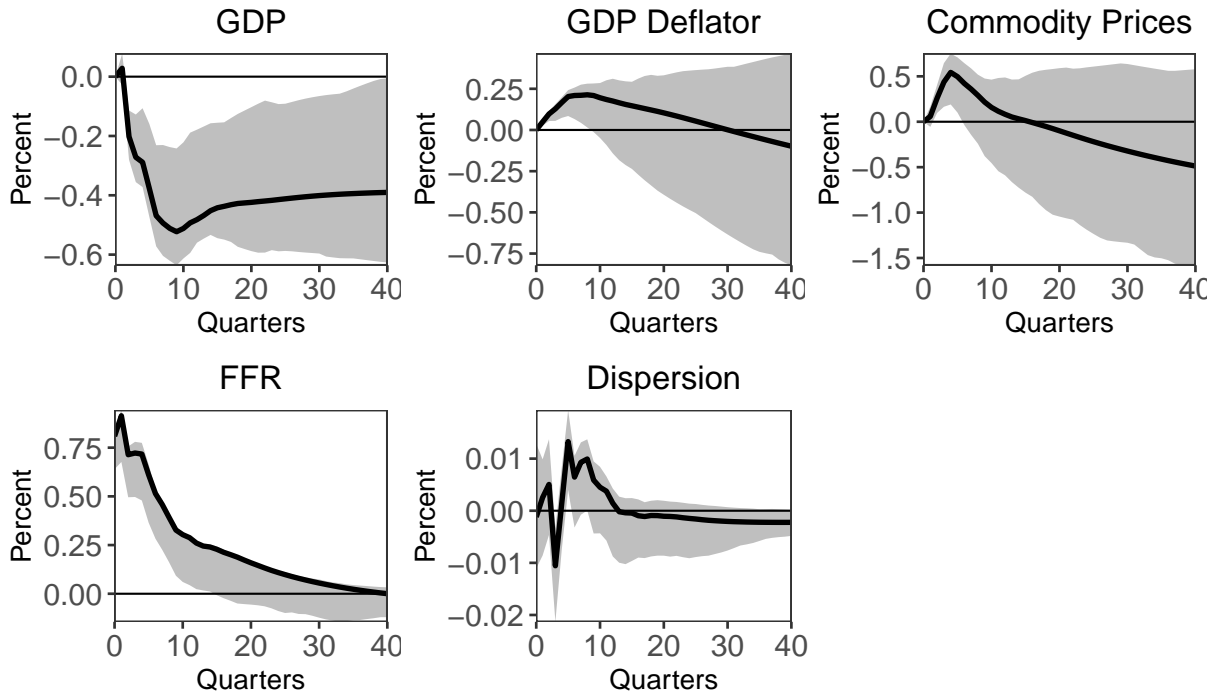 GDP
Percent
0.0
−0.2
−0.4
−0.6
0 10 20 30 40
Quarters
GDP Deflator
Percent
0.25
0.00
−0.25
−0.50
−0.75
0 10 20 30 40
Quarters
Commodity Prices
Percent
0.5
0.0
−0.5
−1.0
−1.5
0 10 20 30 40
Quarters
FFR
Percent
0.75
0.50
0.25
0.00
0 10 20 30 40
Quarters
Dispersion
Percent
0.01
0.00
−0.01
−0.02
0 10 20 30 40
Quarters